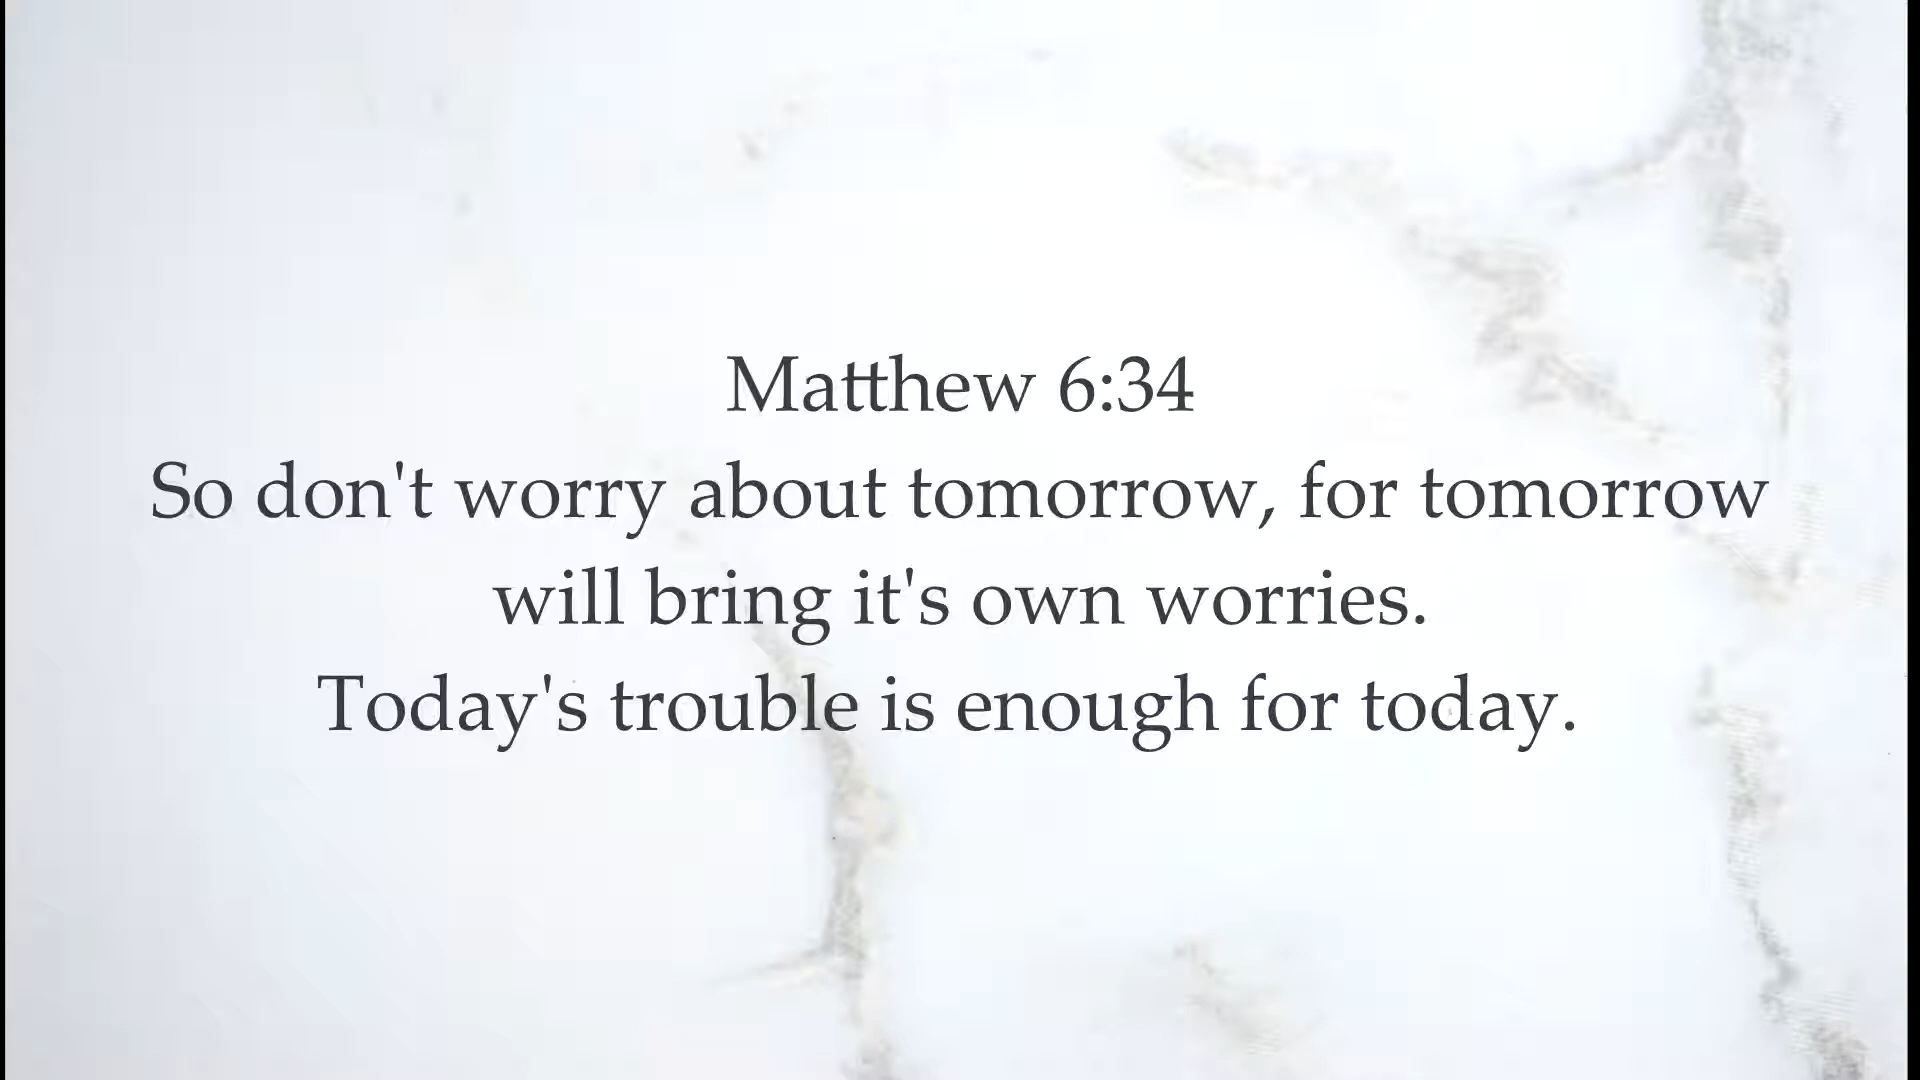 Matthew 6:34
So don't worry about tomorrow, for tomorrow
will bring it's own worries.
Today's trouble is enough for today.